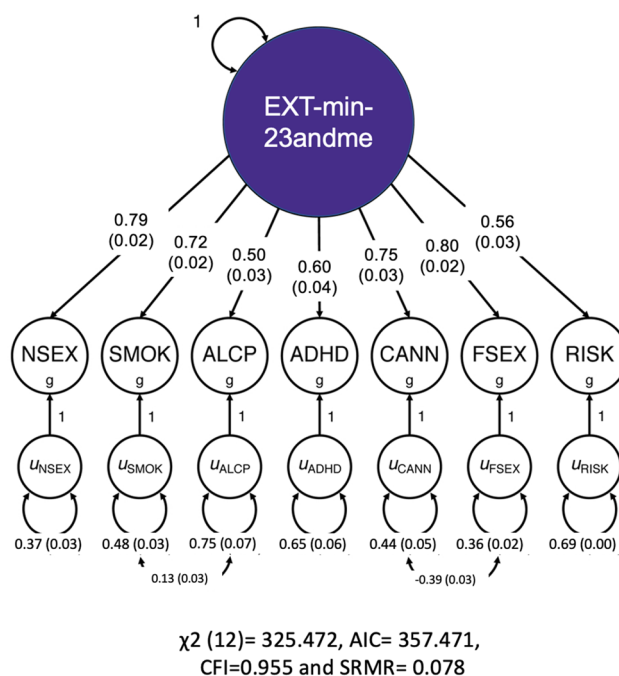 1
EXT-min-
23andme
0.79
(0.02)
0.72
(0.02)
0.50
(0.03)
0.60
(0.04)
0.75
(0.03)
0.80
(0.02)
0.56
(0.03)
NSEX SMOK ALCP ADHD CANN FSEX RISK
g g g g g g g
1 1 1 1 1 1 1
uNSEX uSMOK uALCP uADHD uCANN uFSEX uRISK
0.37 (0.03) 0.48 (0.03) 0.75 (0.07) 0.65 (0.06) 0.44 (0.05) 0.36 (0.02) 0.69 (0.00)
0.13 (0.03) -0.39 (0.03)
χ2 (12)= 325.472, AIC= 357.471,
CFI=0.955 and SRMR= 0.078